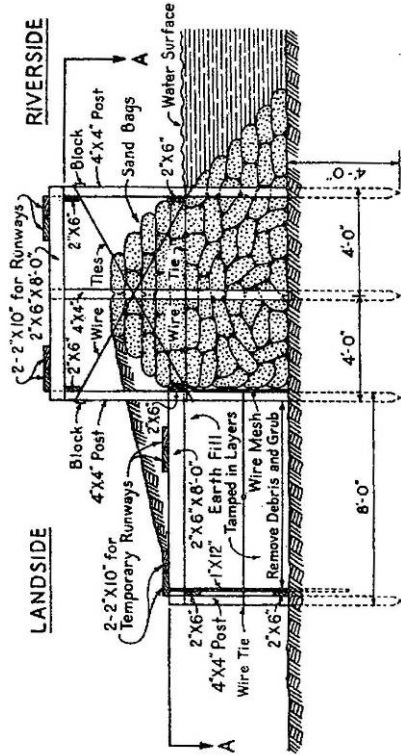 LANDSIDE
RIVERSIDE
2-2"X10" for Runways
2"X6"X8'-0"
Block
4"X4" Post
2"X6"
4"X4"
2"X6"
Wire
Ties
Block
4"X4" Post
Sand Bags
Water Surface
2"X6"
A
A
2-2"X10" for
Temporary Runways
2"X6"
2"X6"X8'-0"
Earth Fill
Tamped in Layers
Wire Mesh
Remove Debris and Grub
Wire
Tie
2"X6"
1"X12"
4"X4" Post
Wire Tie
2"X6"
8'-0"
4'-0"
4'-0"
4'-0"